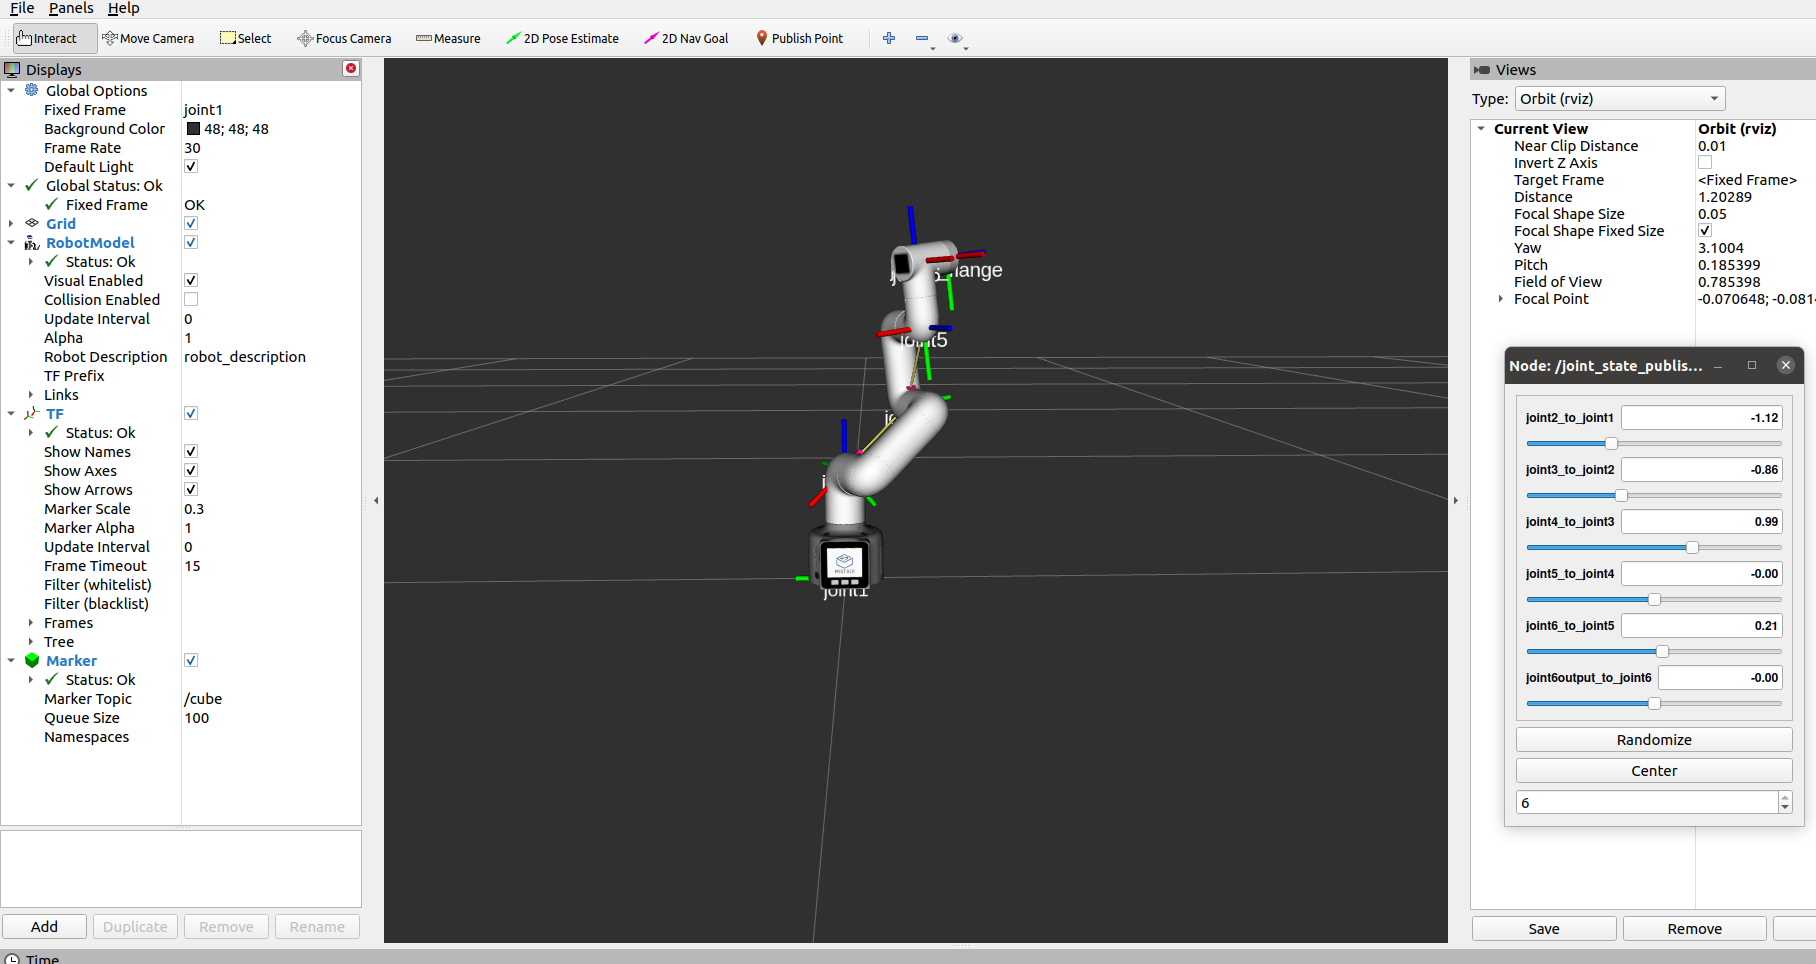 File Panels Help
Interact Move Camera Select Focus Camera Measure 2D Pose Estimate 2D Nav Goal Publish Point
Displays
Global Options
Fixed Frame joint1
Background Color 48; 48; 48
Frame Rate 30
Default Light
Global Status: Ok
Fixed Frame OK
Grid
RobotModel
Status: Ok
Visual Enabled
Collision Enabled
Update Interval 0
Alpha 1
Robot Description robot_description
TF Prefix
Links
TF
Status: Ok
Show Names
Show Axes
Show Arrows
Marker Scale 0.3
Marker Alpha 1
Update Interval 0
Frame Timeout 15
Filter (whitelist)
Filter (blacklist)
Frames
Tree
Marker
Status: Ok
Marker Topic /cube
Queue Size 100
Namespaces
Add Duplicate Remove Rename
Time
joint5
joint1
Views
Type: Orbit (rviz)
Current View Orbit (rviz)
Near Clip Distance 0.01
Invert Z Axis
Target Frame <Fixed Frame>
Distance 1.20289
Focal Shape Size 0.05
Focal Shape Fixed Size
Yaw 3.1004
Pitch 0.185399
Field of View 0.785398
Focal Point -0.070648; -0.0814
Node: /joint_state_publis...
joint2_to_joint1 -1.12
joint3_to_joint2 -0.86
joint4_to_joint3 0.99
joint5_to_joint4 -0.00
joint6_to_joint5 0.21
joint6output_to_joint6 -0.00
Randomize
Center
6
Save Remove